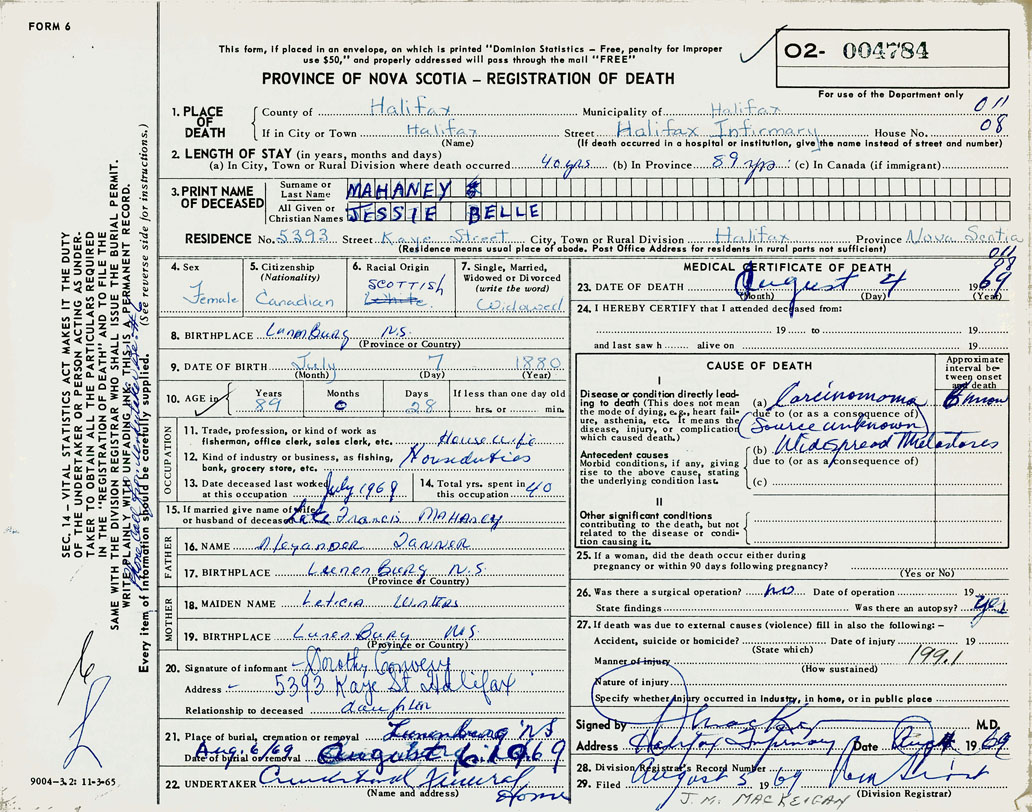 FORM 6
This form, if placed in an envelope, on which is printed "Dominion Statistics – Free, penalty for improper
use $50," and properly addressed will pass through the mail "FREE"
PROVINCE OF NOVA SCOTIA – REGISTRATION OF DEATH
O2- 004784
For use of the Department only
011
08
1. PLACE OF DEATH
County of Halifax Municipality of Halifax
If in City or Town Halifax Street Halifax Infirmary House No.
(Name) (If death occurred in a hospital or institution, give the name instead of street and number)
2. LENGTH OF STAY (in years, months and days)
(a) In City, Town or Rural Division where death occurred 40 yrs (b) In Province 89 yrs (c) In Canada (if immigrant)
3. PRINT NAME OF DECEASED
Surname or Last Name MAHANEY
All Given or Christian Names JESSIE BELLE
RESIDENCE No. 5393 Street Kaye Street City, Town or Rural Division Halifax Province Nova Scotia
(Residence means usual place of abode. Post Office Address for residents in rural parts not sufficient)
011
08
4. Sex Female
5. Citizenship (Nationality) Canadian
6. Racial Origin SCOTTISH White
7. Single, Married, Widowed or Divorced (write the word) Widowed
8. BIRTHPLACE Lunenburg N.S.
(Province or Country)
9. DATE OF BIRTH July 7 1880
(Month) (Day) (Year)
10. AGE in Years 89 Months 0 Days 28 If less than one day old hrs. or min.
OCCUPATION
11. Trade, profession, or kind of work as fisherman, office clerk, sales clerk, etc. Housewife
12. Kind of industry or business, as fishing, bank, grocery store, etc. Houseduties
13. Date deceased last worked at this occupation July 1969
14. Total yrs. spent in this occupation 40
15. If married give name of wife or husband of deceased Late Francis MAHANEY
FATHER
16. NAME Alexander TANNER
17. BIRTHPLACE Lunenburg N.S
(Province or Country)
MOTHER
18. MAIDEN NAME Leticia Winters
19. BIRTHPLACE Lunenburg N.S.
(Province or Country)
20. Signature of informant Dorothy Convey
Address - 5393 Kaye St Halifax
Relationship to deceased daughter
21. Place of burial, cremation or removal Lunenburg NS
Date of burial or removal Aug. 6/69 August 6, 1969
22. UNDERTAKER Funeral Home
(Name and address)
MEDICAL CERTIFICATE OF DEATH
23. DATE OF DEATH August 4 1969
(Month) (Day) (Year)
24. I HEREBY CERTIFY that I attended deceased from:
19 to 19
and last saw h alive on 19
CAUSE OF DEATH
Approximate interval between onset and death
I
Disease or condition directly leading to death (This does not mean the mode of dying, e.g., heart failure, asthenia, etc. It means the disease, injury, or complication which caused death.)
(a) Carcinomoma 6 mon
due to (or as a consequence of)
(Source unknown)
Antecedent causes
Morbid conditions, if any, giving rise to the above cause, stating the underlying condition last.
(b) Widspread Metastases
due to (or as a consequence of)
(c)
II
Other significant conditions contributing to the death, but not related to the disease or condition causing it.
25. If a woman, did the death occur either during pregnancy or within 90 days following pregnancy?
(Yes or No)
26. Was there a surgical operation? no Date of operation 19
State findings Was there an autopsy? yes
27. If death was due to external causes (violence) fill in also the following: –
Accident, suicide or homicide? Date of injury 19
(State which)
Manner of injury 199.1
(How sustained)
Nature of injury
Specify whether injury occurred in industry, in home, or in public place
Signed by M.D.
Address Halifax Infirmary Date Aug 4 1969
28. Division Registrar's Record Number
29. Filed August 5 1969
(Division Registrar)
J. M. MACKEIGAN
SEC. 14 – VITAL STATISTICS ACT MAKES IT THE DUTY
OF THE UNDERTAKER OR PERSON ACTING AS UNDER-
TAKER TO OBTAIN ALL THE PARTICULARS REQUIRED
IN THE "REGISTRATION OF DEATH" AND TO FILE THE
SAME WITH THE DIVISION REGISTRAR WHO SHALL ISSUE THE BURIAL PERMIT.
WRITE PLAINLY WITH UNFADING INK. THIS IS A PERMANENT RECORD.
Every item of information should be carefully supplied. (See reverse side for instructions.)
9004-3.2: 11-3-65